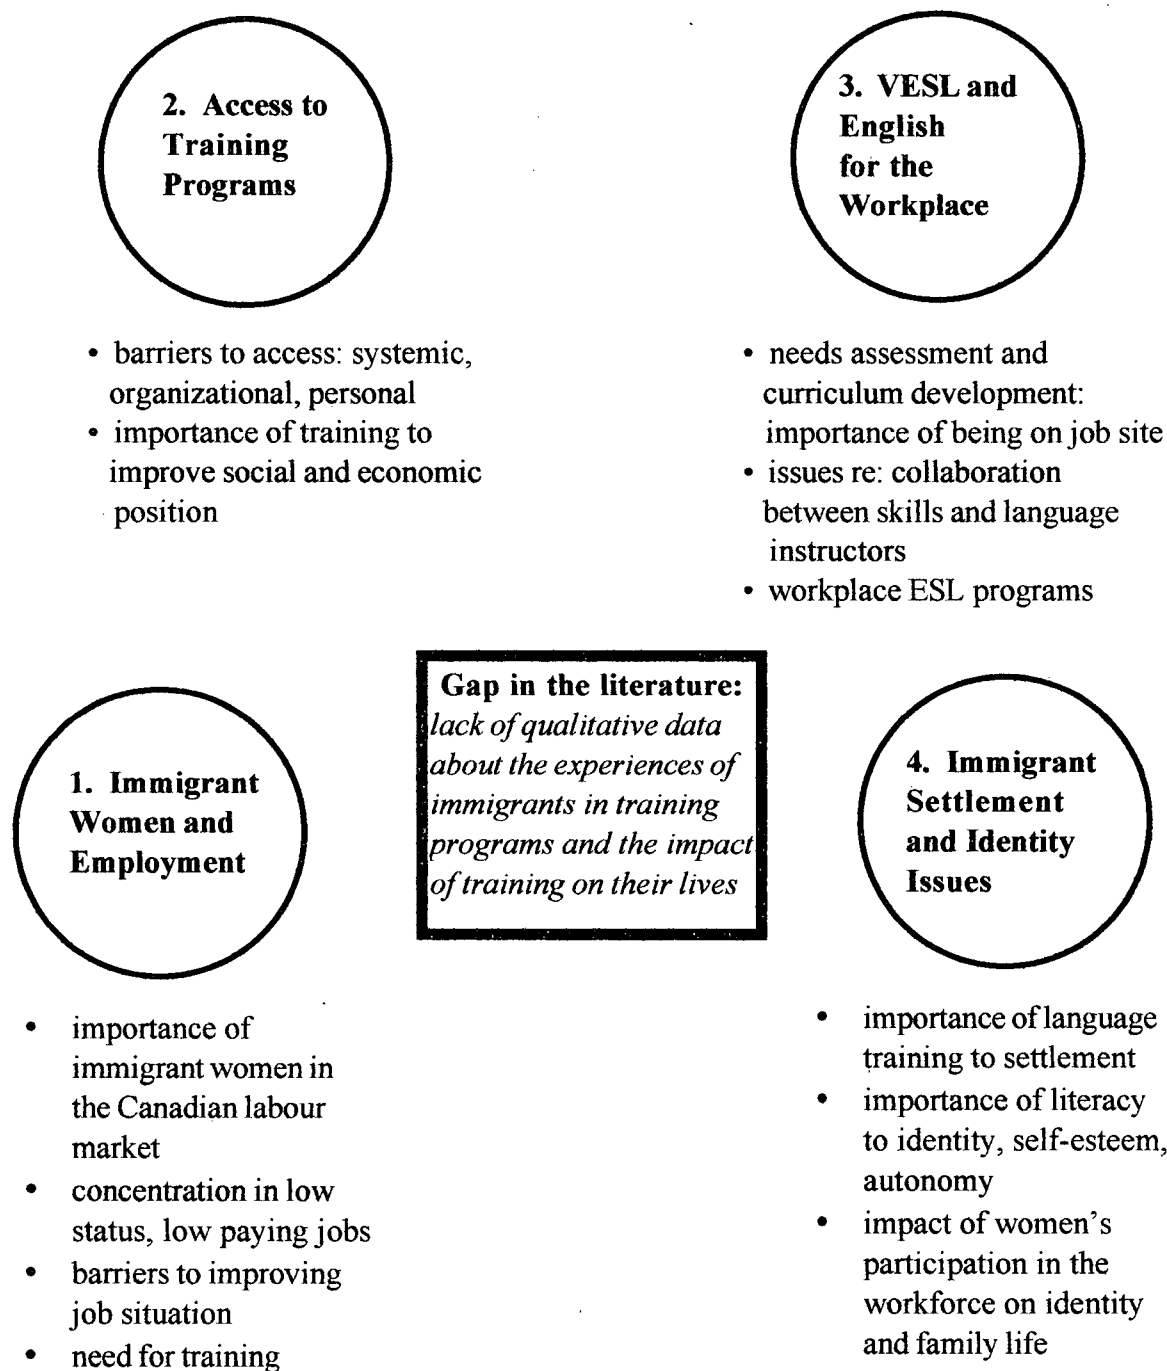 2. Access to
Training
Programs
• barriers to access: systemic,
organizational, personal
• importance of training to
improve social and economic
position
3. VESL and
English
for the
Workplace
• needs assessment and
curriculum development:
importance of being on job site
• issues re: collaboration
between skills and language
instructors
• workplace ESL programs
1. Immigrant
Women and
Employment
• importance of
immigrant women in
the Canadian labour
market
• concentration in low
status, low paying jobs
• barriers to improving
job situation
• need for training
Gap in the literature:
lack of qualitative data
about the experiences of
immigrants in training
programs and the impact
of training on their lives
4. Immigrant
Settlement
and Identity
Issues
• importance of language
training to settlement
• importance of literacy
to identity, self-esteem,
autonomy
• impact of women's
participation in the
workforce on identity
and family life